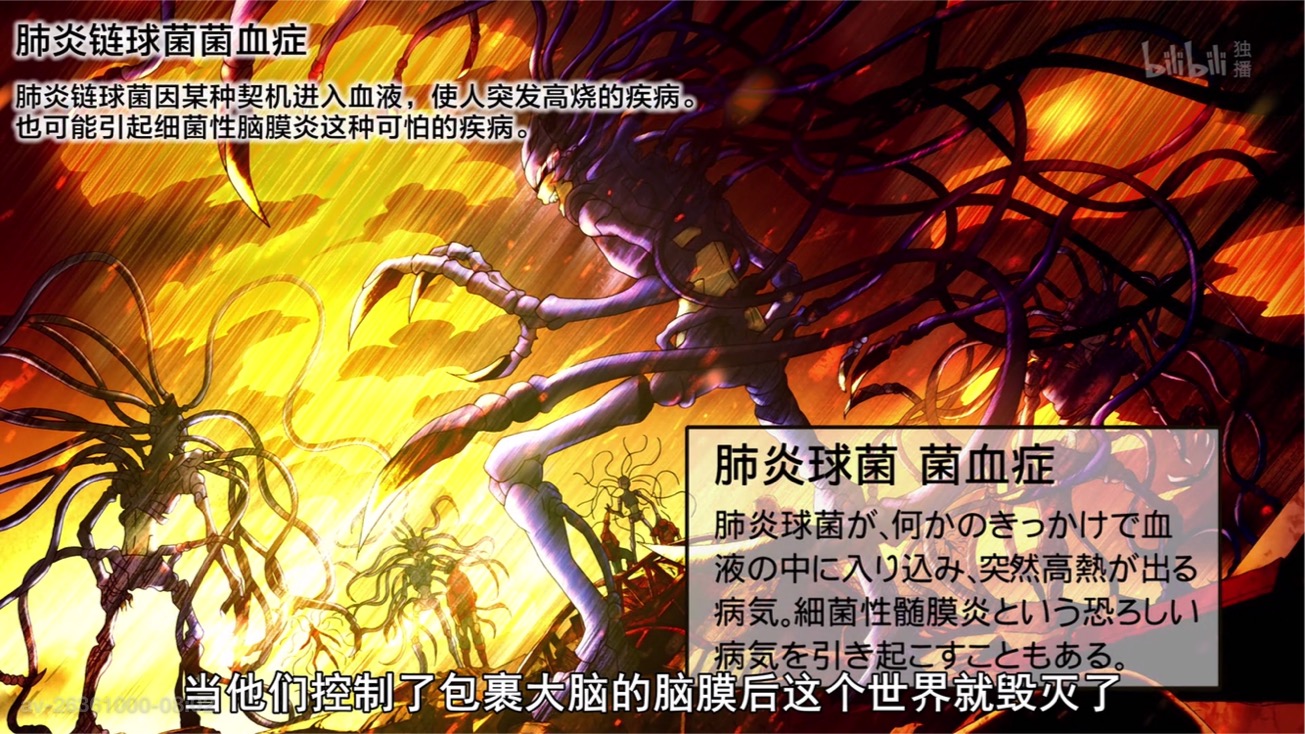 肺炎链球菌菌血症
bilibili 独播
肺炎链球菌因某种契机进入血液，使人突发高烧的疾病。
也可能引起细菌性脑膜炎这种可怕的疾病。
肺炎球菌 菌血症
肺炎球菌が、何かのきっかけで血
液の中に入り込み、突然高熱が出る
病気。細菌性髄膜炎という恐ろしい
病気を引き起こすこともある。
当他们控制了包裹大脑的脑膜后这个世界就毁灭了